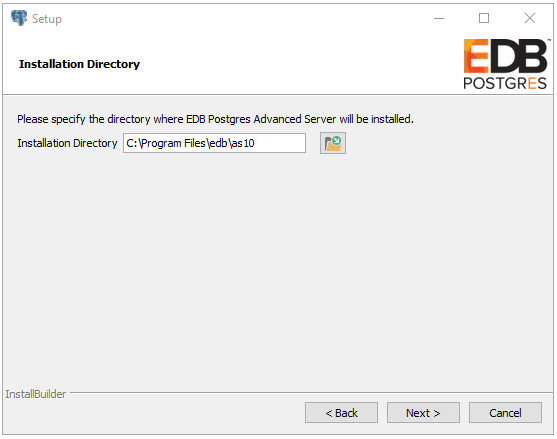 Setup
Installation Directory
EDB™
POSTGRES
Please specify the directory where EDB Postgres Advanced Server will be installed.
Installation Directory C:\Program Files\edb\as10
InstallBuilder
< Back Next > Cancel